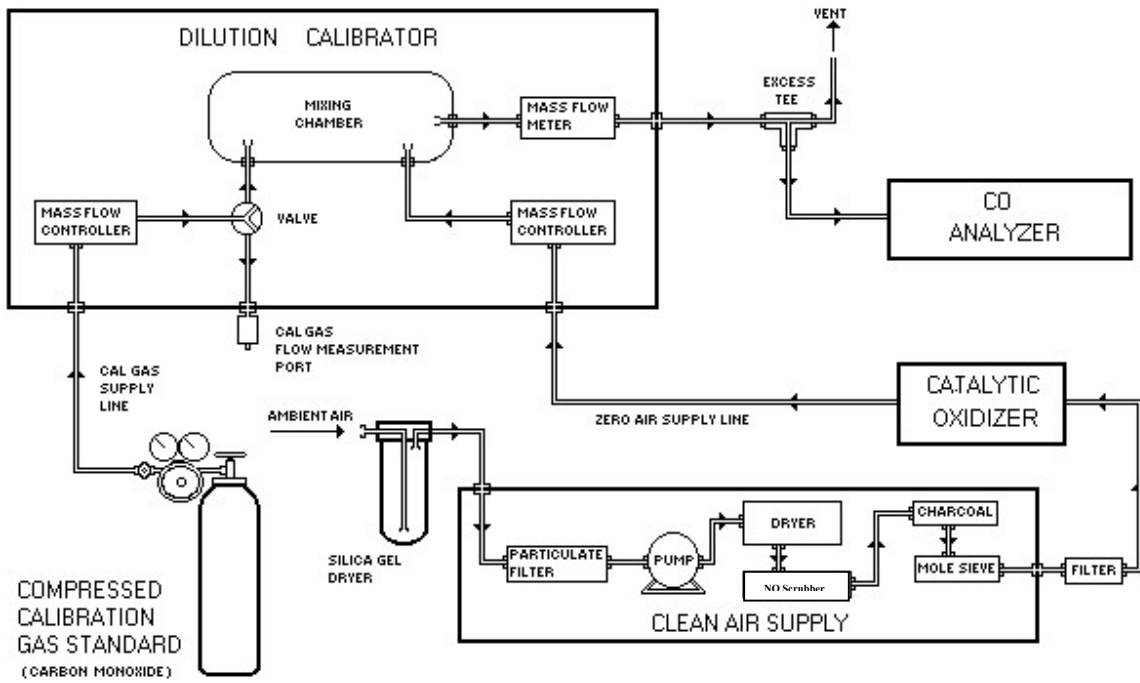 VENT
DILUTION CALIBRATOR
EXCESS
TEE
MIXING
CHAMBER
MASS FLOW
METER
MASS FLOW
CONTROLLER
VALVE
MASS FLOW
CONTROLLER
CO
ANALYZER
CAL GAS
FLOW MEASUREMENT
PORT
CAL GAS
SUPPLY
LINE
AMBIENT AIR
ZERO AIR SUPPLY LINE
CATALYTIC
OXIDIZER
SILICA GEL
DRYER
PARTICULATE
FILTER
PUMP
DRYER
NO Scrubber
CHARCOAL
MOLE SIEVE
FILTER
CLEAN AIR SUPPLY
COMPRESSED
CALIBRATION
GAS STANDARD
(CARBON MONOXIDE)